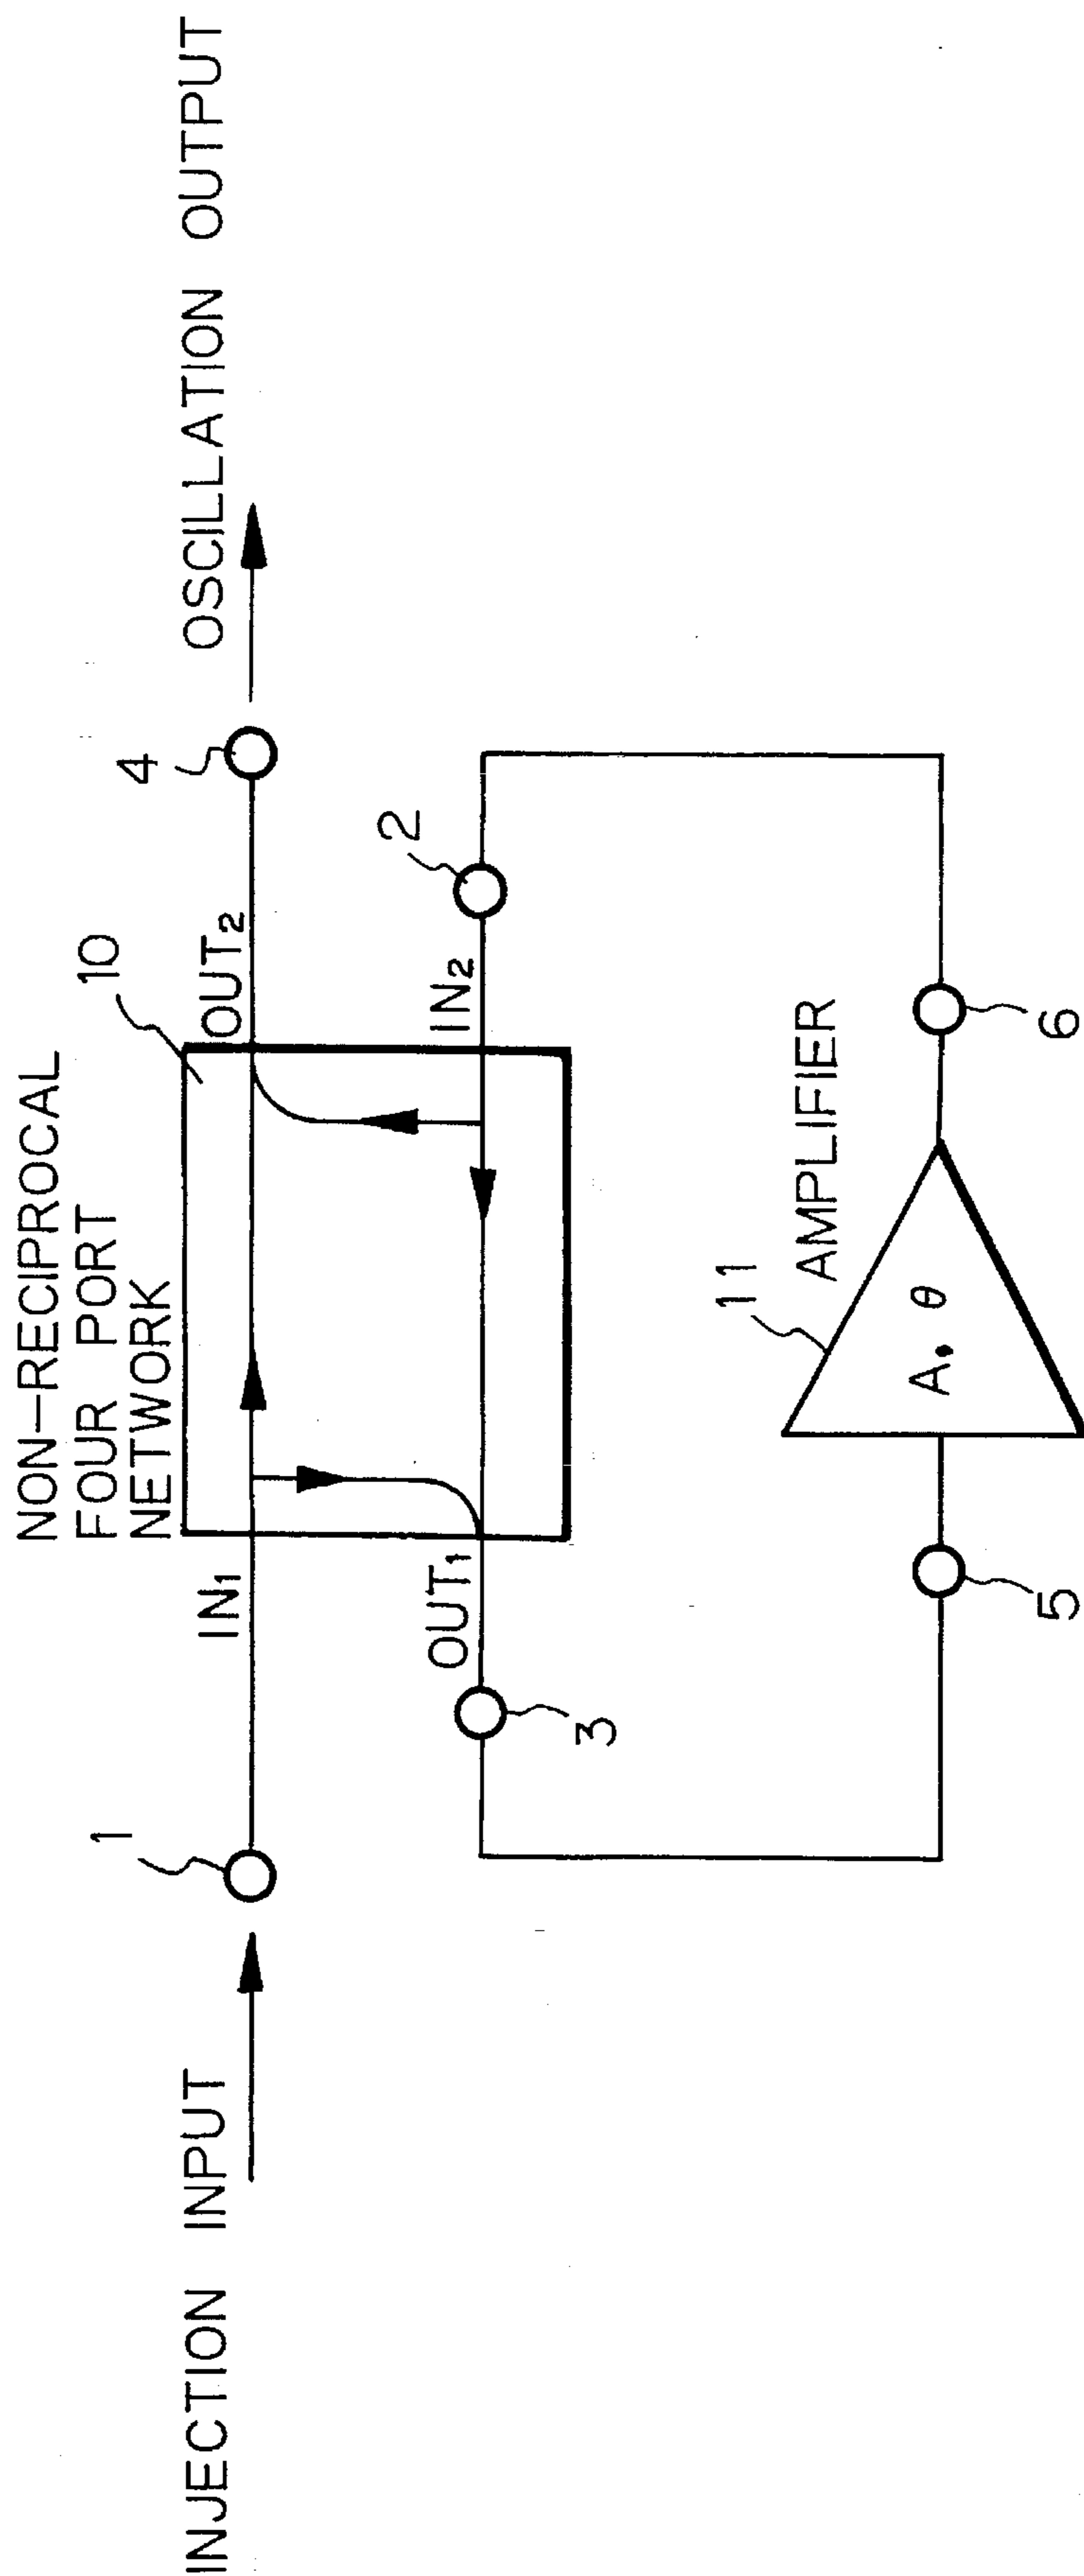 NON-RECIPROCAL
FOUR PORT
NETWORK
10
INJECTION INPUT
1
IN1
OUT2
4
OSCILLATION OUTPUT
3
OUT1
IN2
2
11
AMPLIFIER
A, θ
5
6